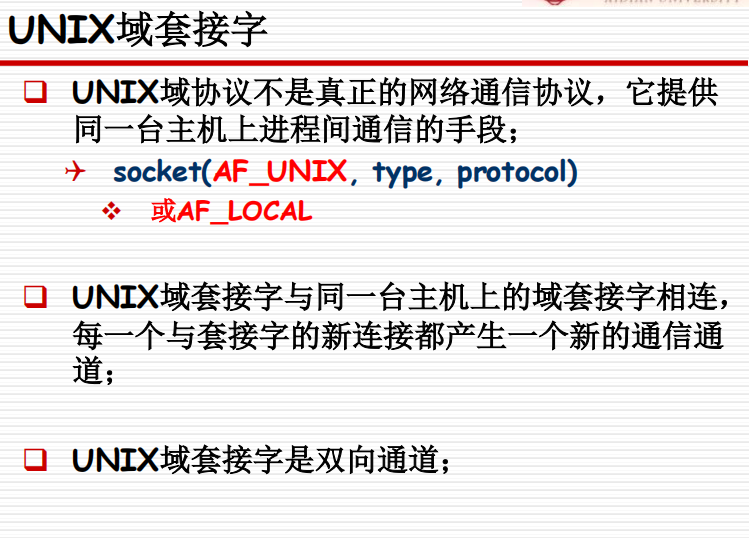 UNIX域套接字
UNIX域协议不是真正的网络通信协议，它提供
同一台主机上进程间通信的手段；
socket(AF_UNIX, type, protocol)
或AF_LOCAL
UNIX域套接字与同一台主机上的域套接字相连，
每一个与套接字的新连接都产生一个新的通信通
道；
UNIX域套接字是双向通道；